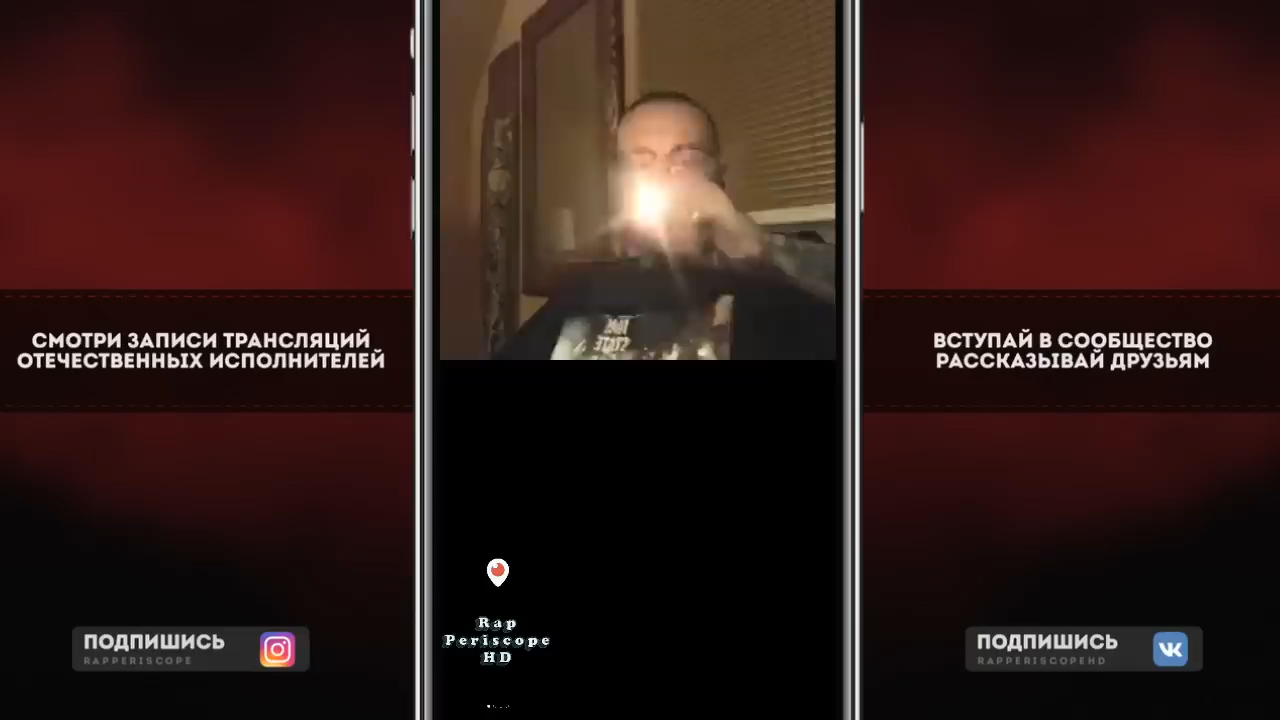 СМОТРИ ЗАПИСИ ТРАНСЛЯЦИЙ
ОТЕЧЕСТВЕННЫХ ИСПОЛНИТЕЛЕЙ
ВСТУПАЙ В СООБЩЕСТВО
РАССКАЗЫВАЙ ДРУЗЬЯМ
Rap
Periscope
HD
ПОДПИШИСЬ
RAPPERISCOPE
ПОДПИШИСЬ
RAPPERISCOPEHD